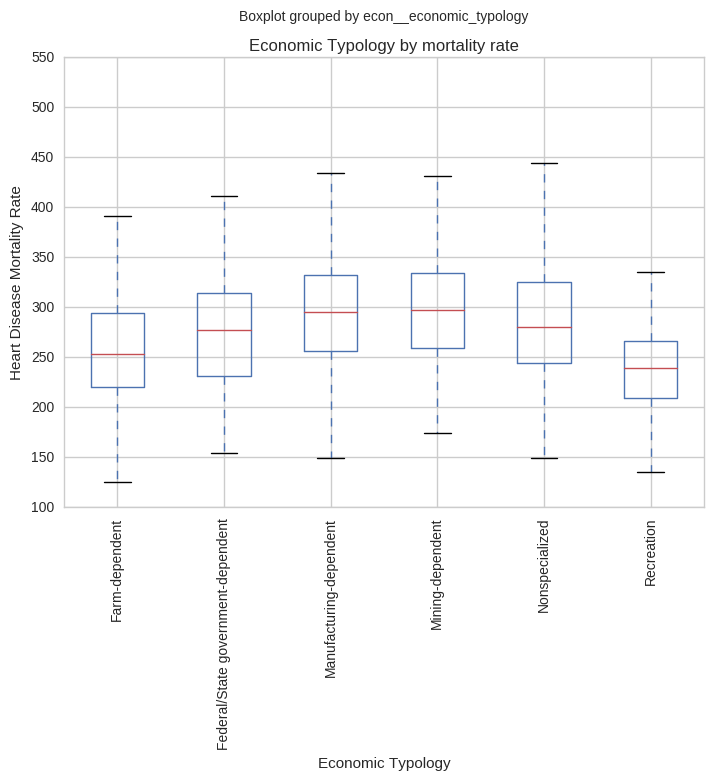 Boxplot grouped by econ__economic_typology
Economic Typology by mortality rate
550
500
450
400
350
300
250
200
150
100
Heart Disease Mortality Rate
Farm-dependent
Federal/State government-dependent
Manufacturing-dependent
Mining-dependent
Nonspecialized
Recreation
Economic Typology